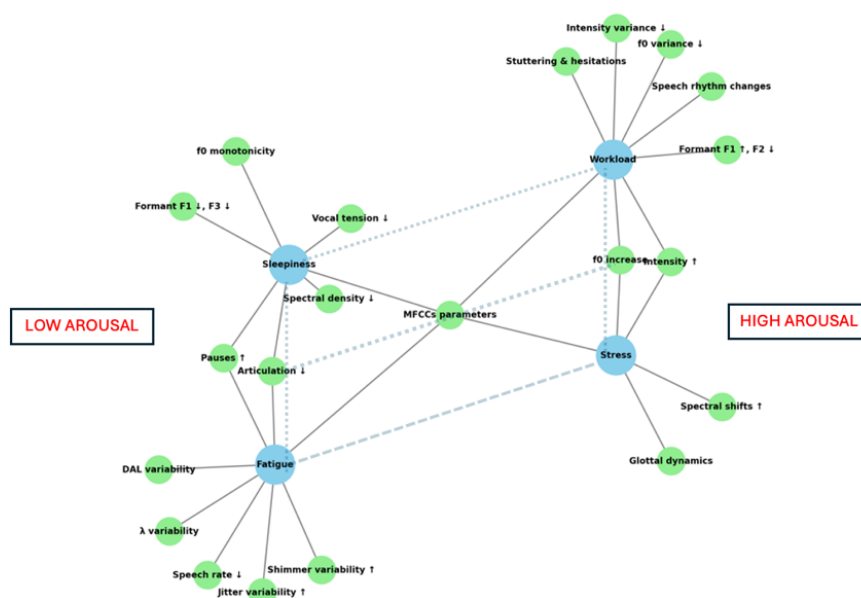 Intensity variance ↓
f0 variance ↓
Stuttering & hesitations
Speech rhythm changes
f0 monotonicity
Formant F1 ↑, F2 ↓
Workload
Formant F1 ↓, F3 ↓
Vocal tension ↓
Sleepiness
f0 increase
Intensity ↑
Spectral density ↓
MFCCs parameters
LOW AROUSAL
HIGH AROUSAL
Pauses ↑
Articulation ↓
Stress
Spectral shifts ↑
Fatigue
Glottal dynamics
DAL variability
λ variability
Speech rate ↓
Shimmer variability ↑
Jitter variability ↑